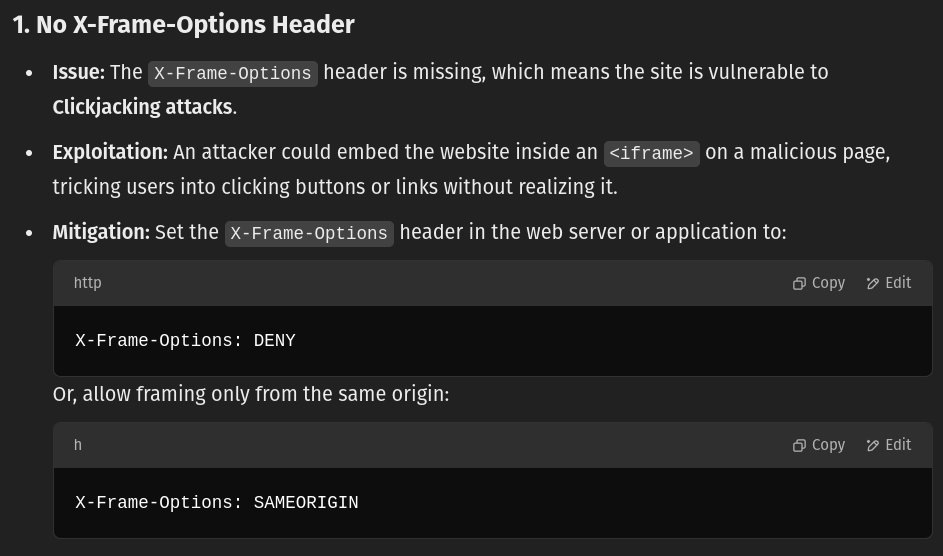 1. No X-Frame-Options Header
• Issue: The X-Frame-Options header is missing, which means the site is vulnerable to
Clickjacking attacks.
• Exploitation: An attacker could embed the website inside an <iframe> on a malicious page,
tricking users into clicking buttons or links without realizing it.
• Mitigation: Set the X-Frame-Options header in the web server or application to:
http Copy Edit
X-Frame-Options: DENY
Or, allow framing only from the same origin:
h Copy Edit
X-Frame-Options: SAMEORIGIN